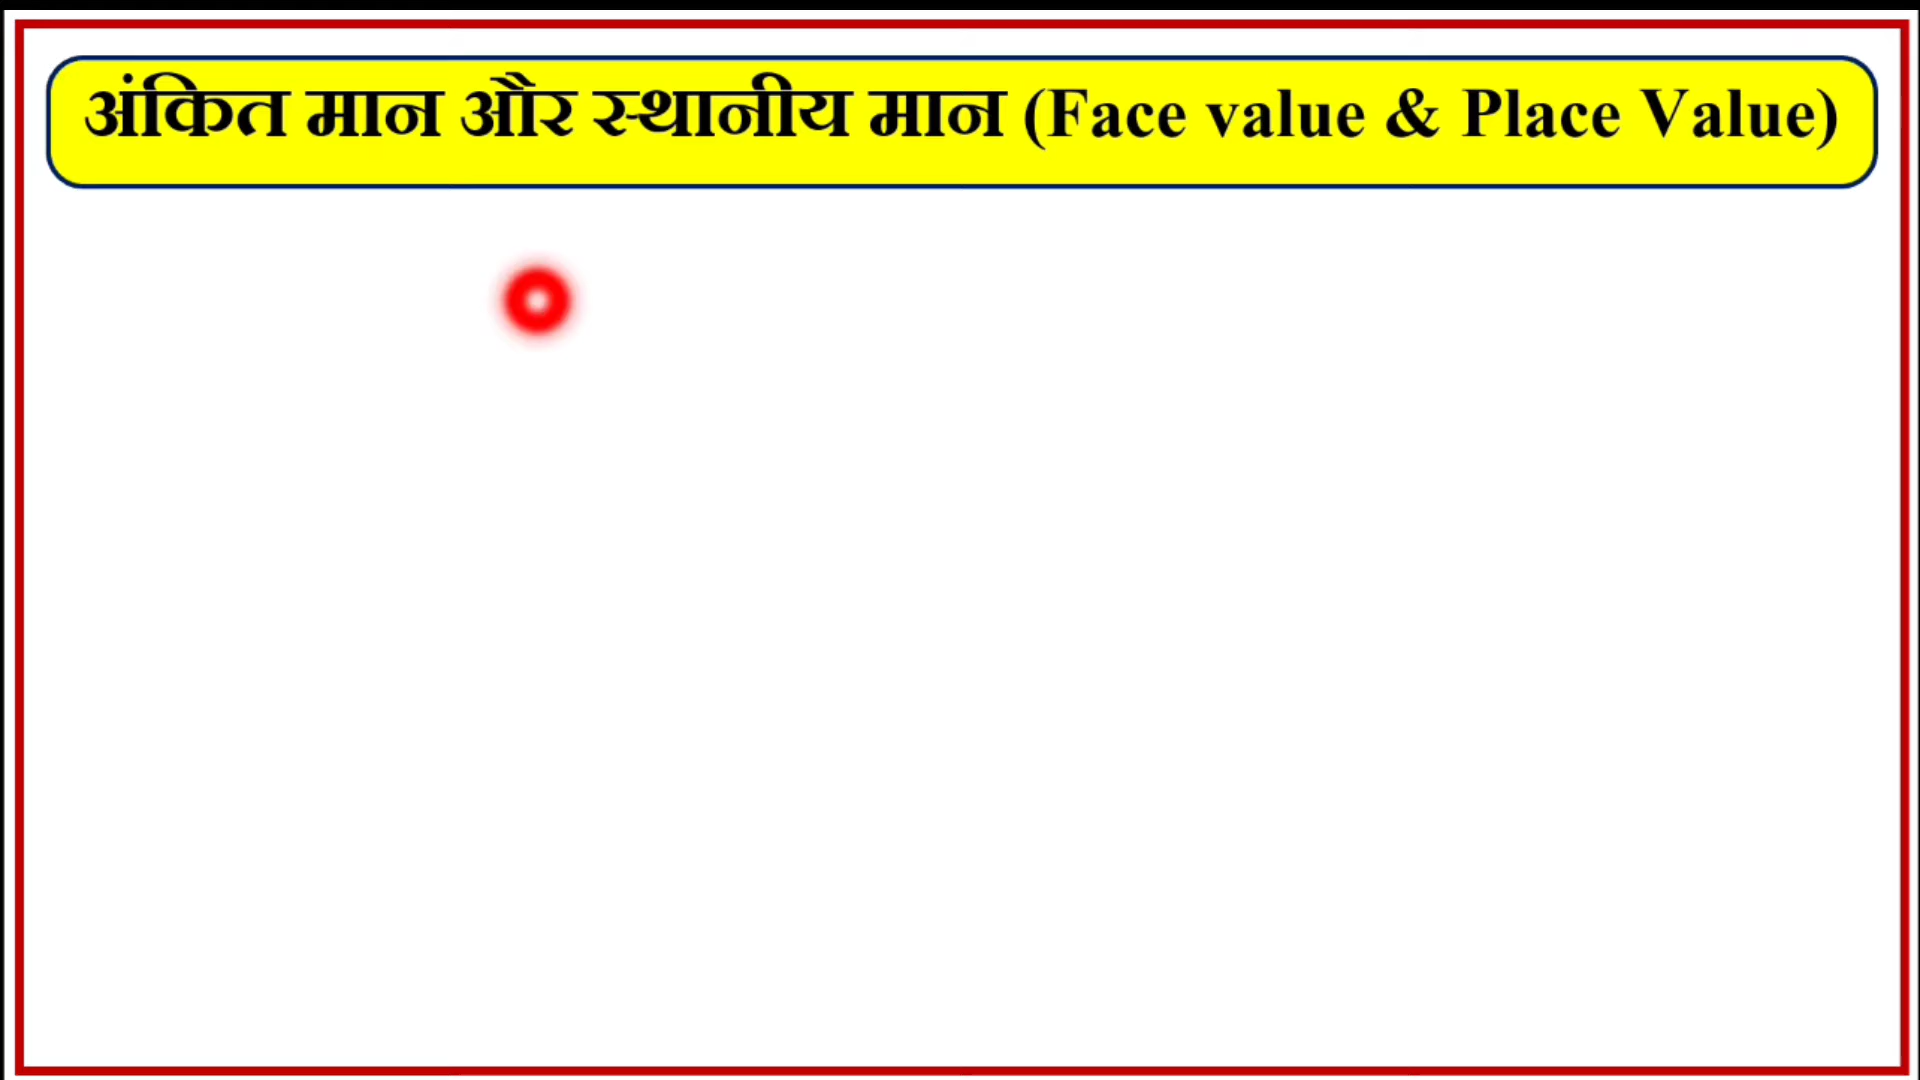 अंकित मान और स्थानीय मान (Face value & Place Value)